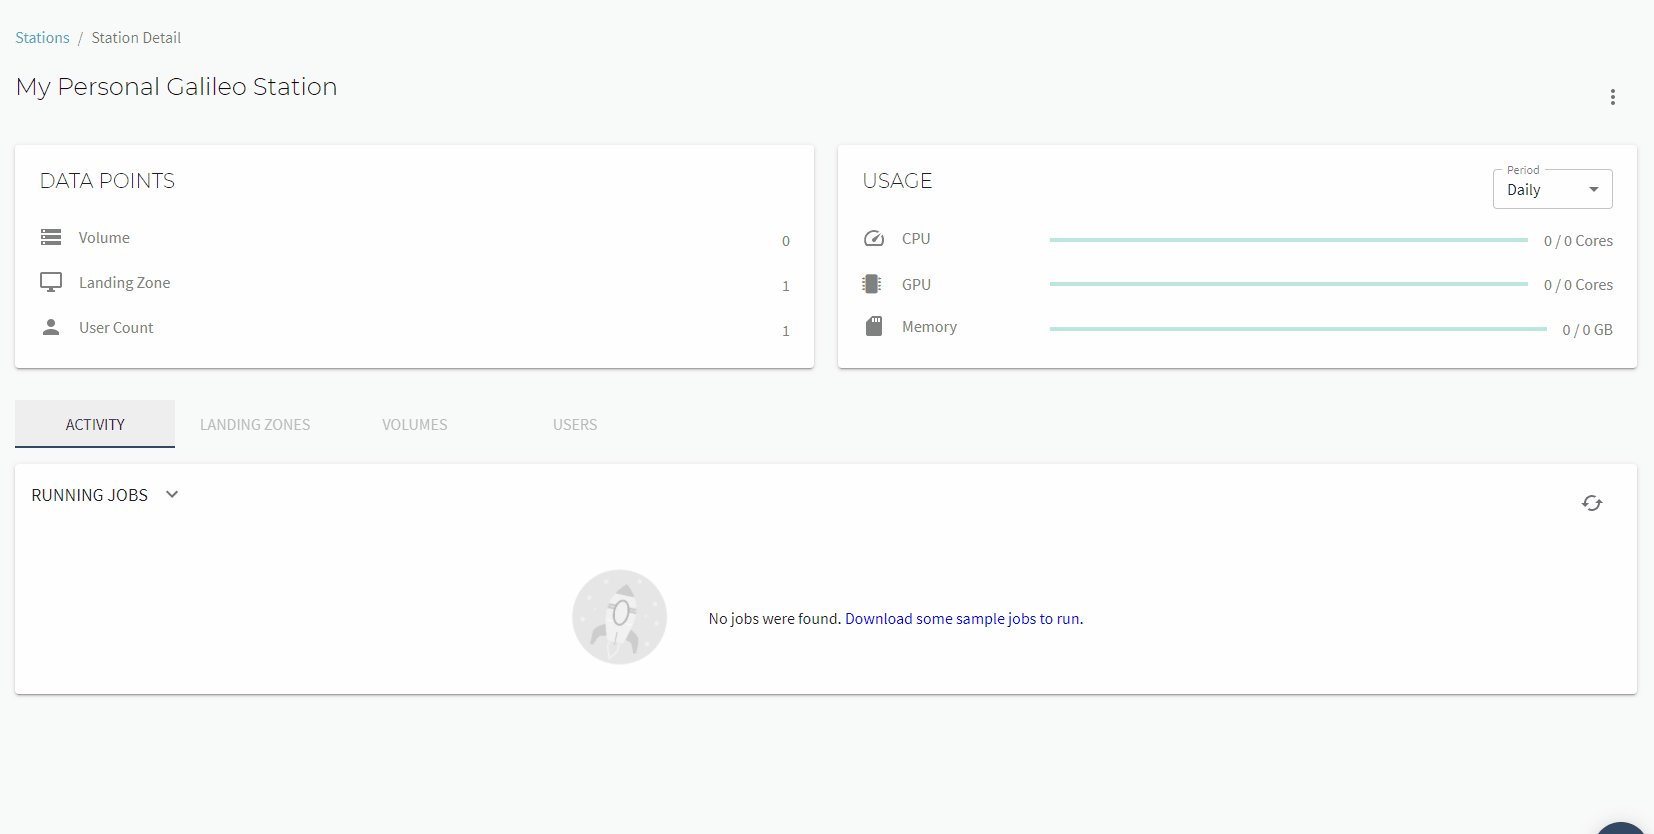 Stations / Station Detail
My Personal Galileo Station
DATA POINTS
Volume 0
Landing Zone 1
User Count 1
USAGE
Period
Daily
CPU 0 / 0 Cores
GPU 0 / 0 Cores
Memory 0 / 0 GB
ACTIVITY LANDING ZONES VOLUMES USERS
RUNNING JOBS
No jobs were found. Download some sample jobs to run.